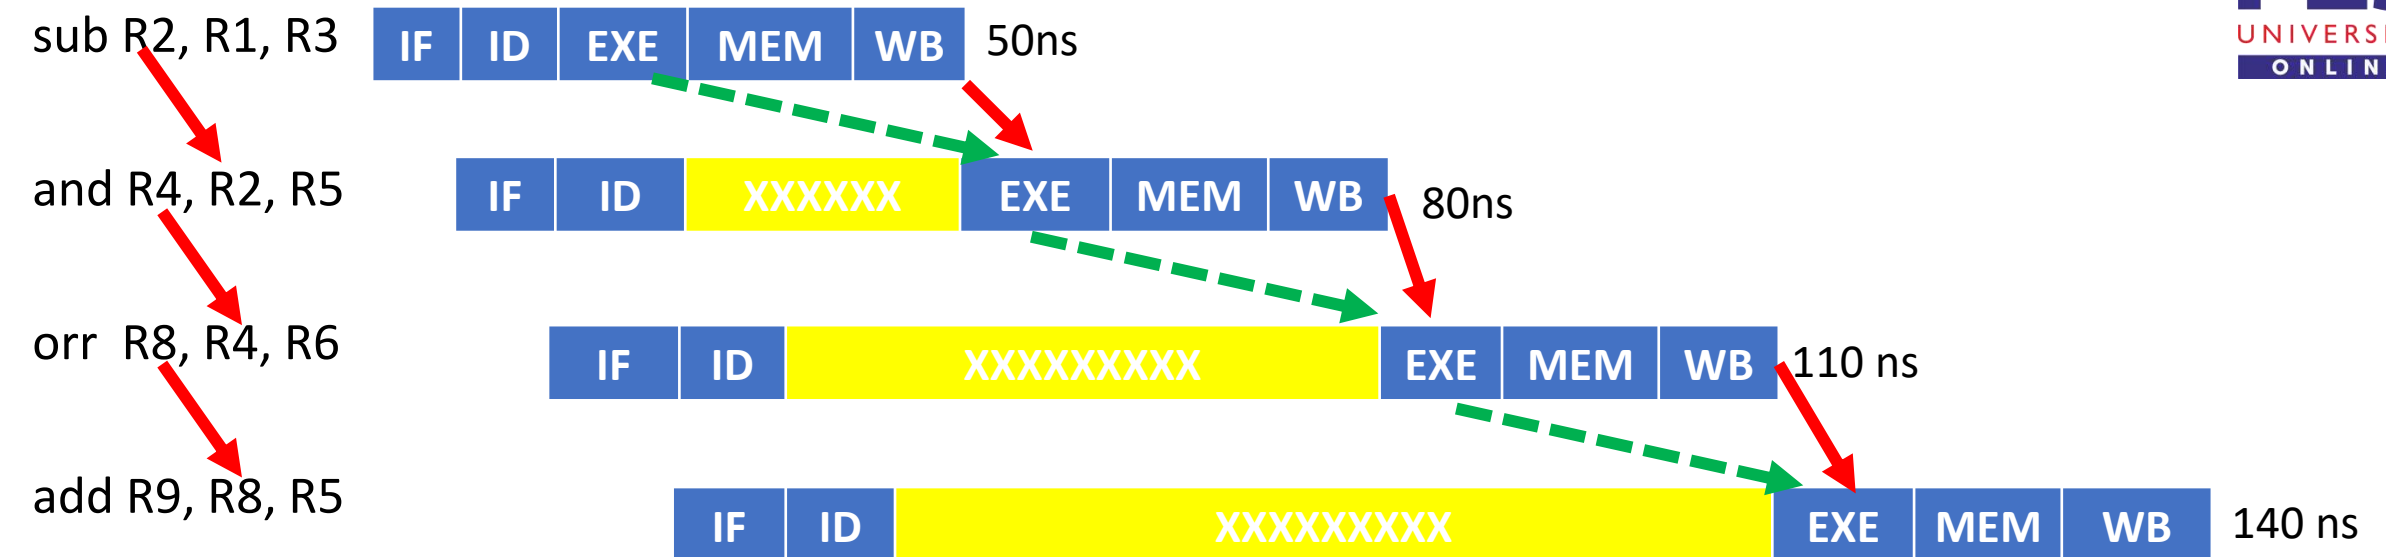 sub R2, R1, R3 IF ID EXE MEM WB 50ns
UNIVERSI
ONLIN
and R4, R2, R5 IF ID XXXXXX EXE MEM WB 80ns
orr R8, R4, R6 IF ID XXXXXXXXX EXE MEM WB 110 ns
add R9, R8, R5 IF ID XXXXXXXXX EXE MEM WB 140 ns